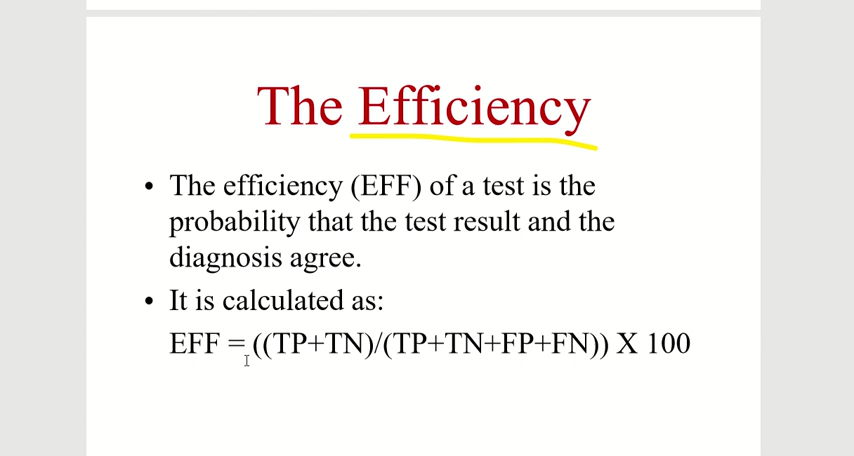 The Efficiency
• The efficiency (EFF) of a test is the
probability that the test result and the
diagnosis agree.
• It is calculated as:
EFF = ((TP+TN)/(TP+TN+FP+FN)) X 100